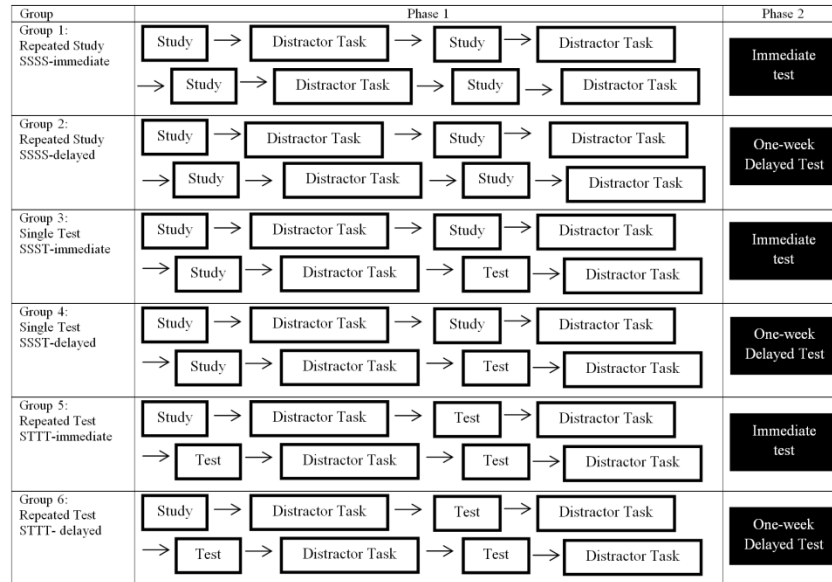 Group Phase 1 Phase 2
Group 1:
Repeated Study
SSSS-immediate
Study Distractor Task Study Distractor Task
Study Distractor Task Study Distractor Task
Immediate
test
Group 2:
Repeated Study
SSSS-delayed
Study Distractor Task Study Distractor Task
Study Distractor Task Study Distractor Task
One-week
Delayed Test
Group 3:
Single Test
SSST-immediate
Study Distractor Task Study Distractor Task
Study Distractor Task Test Distractor Task
Immediate
test
Group 4:
Single Test
SSST-delayed
Study Distractor Task Study Distractor Task
Study Distractor Task Test Distractor Task
One-week
Delayed Test
Group 5:
Repeated Test
STTT-immediate
Study Distractor Task Test Distractor Task
Test Distractor Task Test Distractor Task
Immediate
test
Group 6:
Repeated Test
STTT- delayed
Study Distractor Task Test Distractor Task
Test Distractor Task Test Distractor Task
One-week
Delayed Test